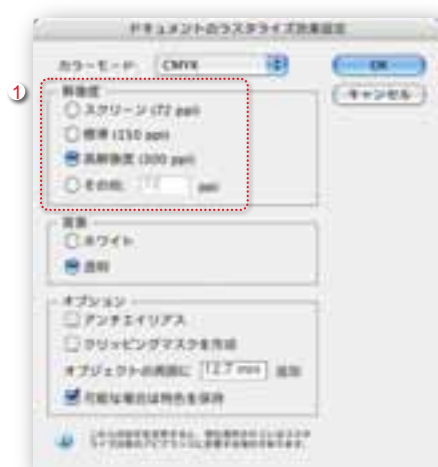 ドキュメントのラスタライズ効果設定
カラーモード: CMYK
OK
キャンセル
1
解像度
スクリーン (72 ppi)
標準 (150 ppi)
高解像度 (300 ppi)
その他: 72 ppi
背景
ホワイト
透明
オプション
アンチエイリアス
クリッピングマスクを作成
オブジェクトの周囲に 12.7 mm 追加
可能な場合は特色を保持